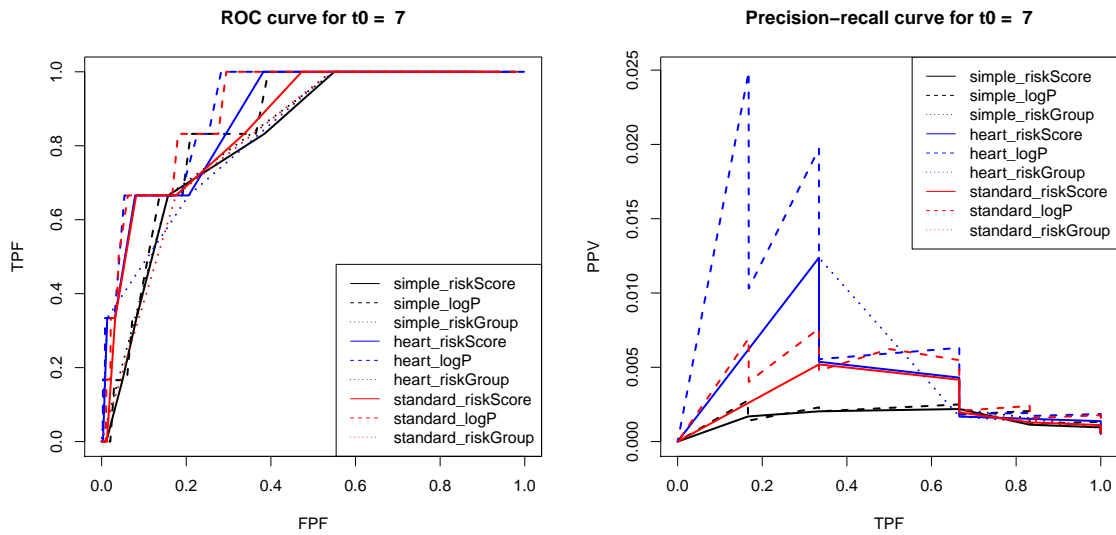 ROC curve for t0 = 7
TPF
1.0
0.8
0.6
0.4
0.2
0.0
simple_riskScore
simple_logP
simple_riskGroup
heart_riskScore
heart_logP
heart_riskGroup
standard_riskScore
standard_logP
standard_riskGroup
0.0 0.2 0.4 0.6 0.8 1.0
FPF
Precision−recall curve for t0 = 7
PPV
0.025
0.020
0.015
0.010
0.005
0.000
simple_riskScore
simple_logP
simple_riskGroup
heart_riskScore
heart_logP
heart_riskGroup
standard_riskScore
standard_logP
standard_riskGroup
0.0 0.2 0.4 0.6 0.8 1.0
TPF